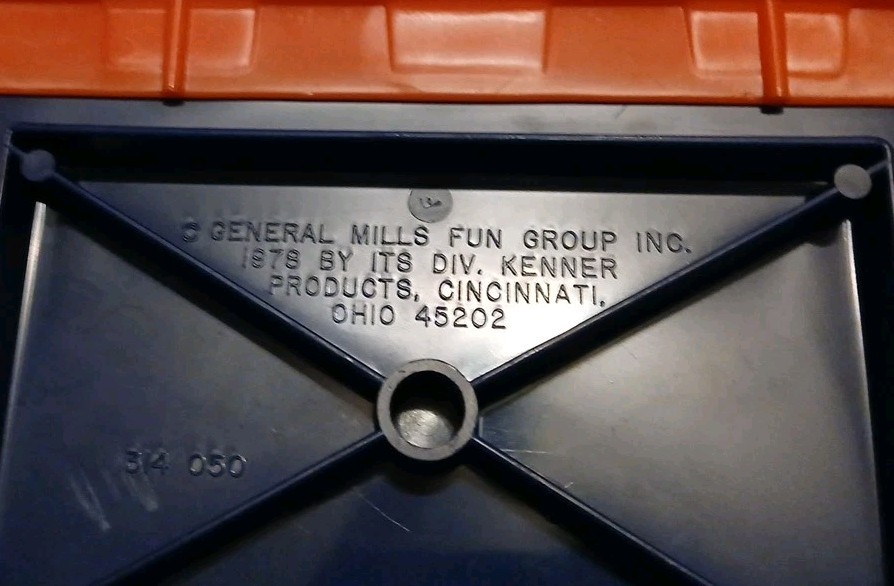 © GENERAL MILLS FUN GROUP INC.
1978 BY ITS DIV. KENNER
PRODUCTS, CINCINNATI,
OHIO 45202
314 050